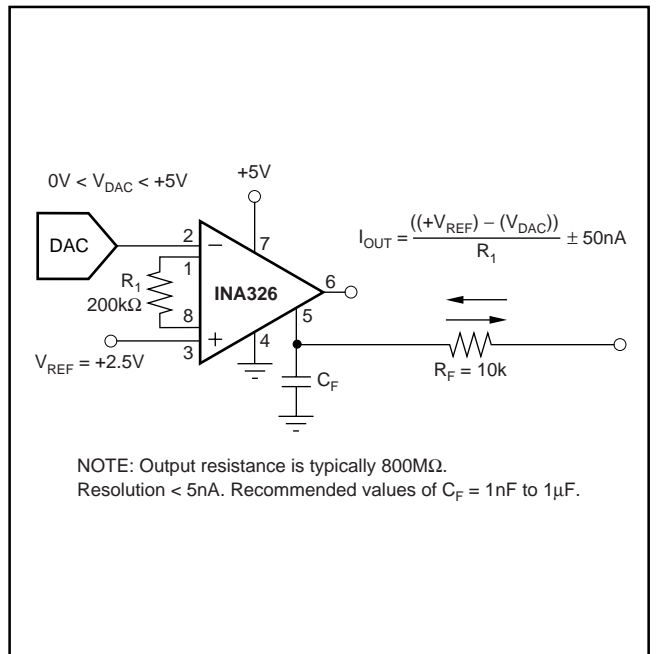 0V < V_DAC < +5V
+5V
I_OUT = ((+V_REF) − (V_DAC)) / R_1 ± 50nA
DAC
2
−
7
1
R_1
200kΩ
INA326
6
8
5
3
+
4
V_REF = +2.5V
C_F
R_F = 10k
NOTE: Output resistance is typically 800MΩ.
Resolution < 5nA. Recommended values of C_F = 1nF to 1μF.